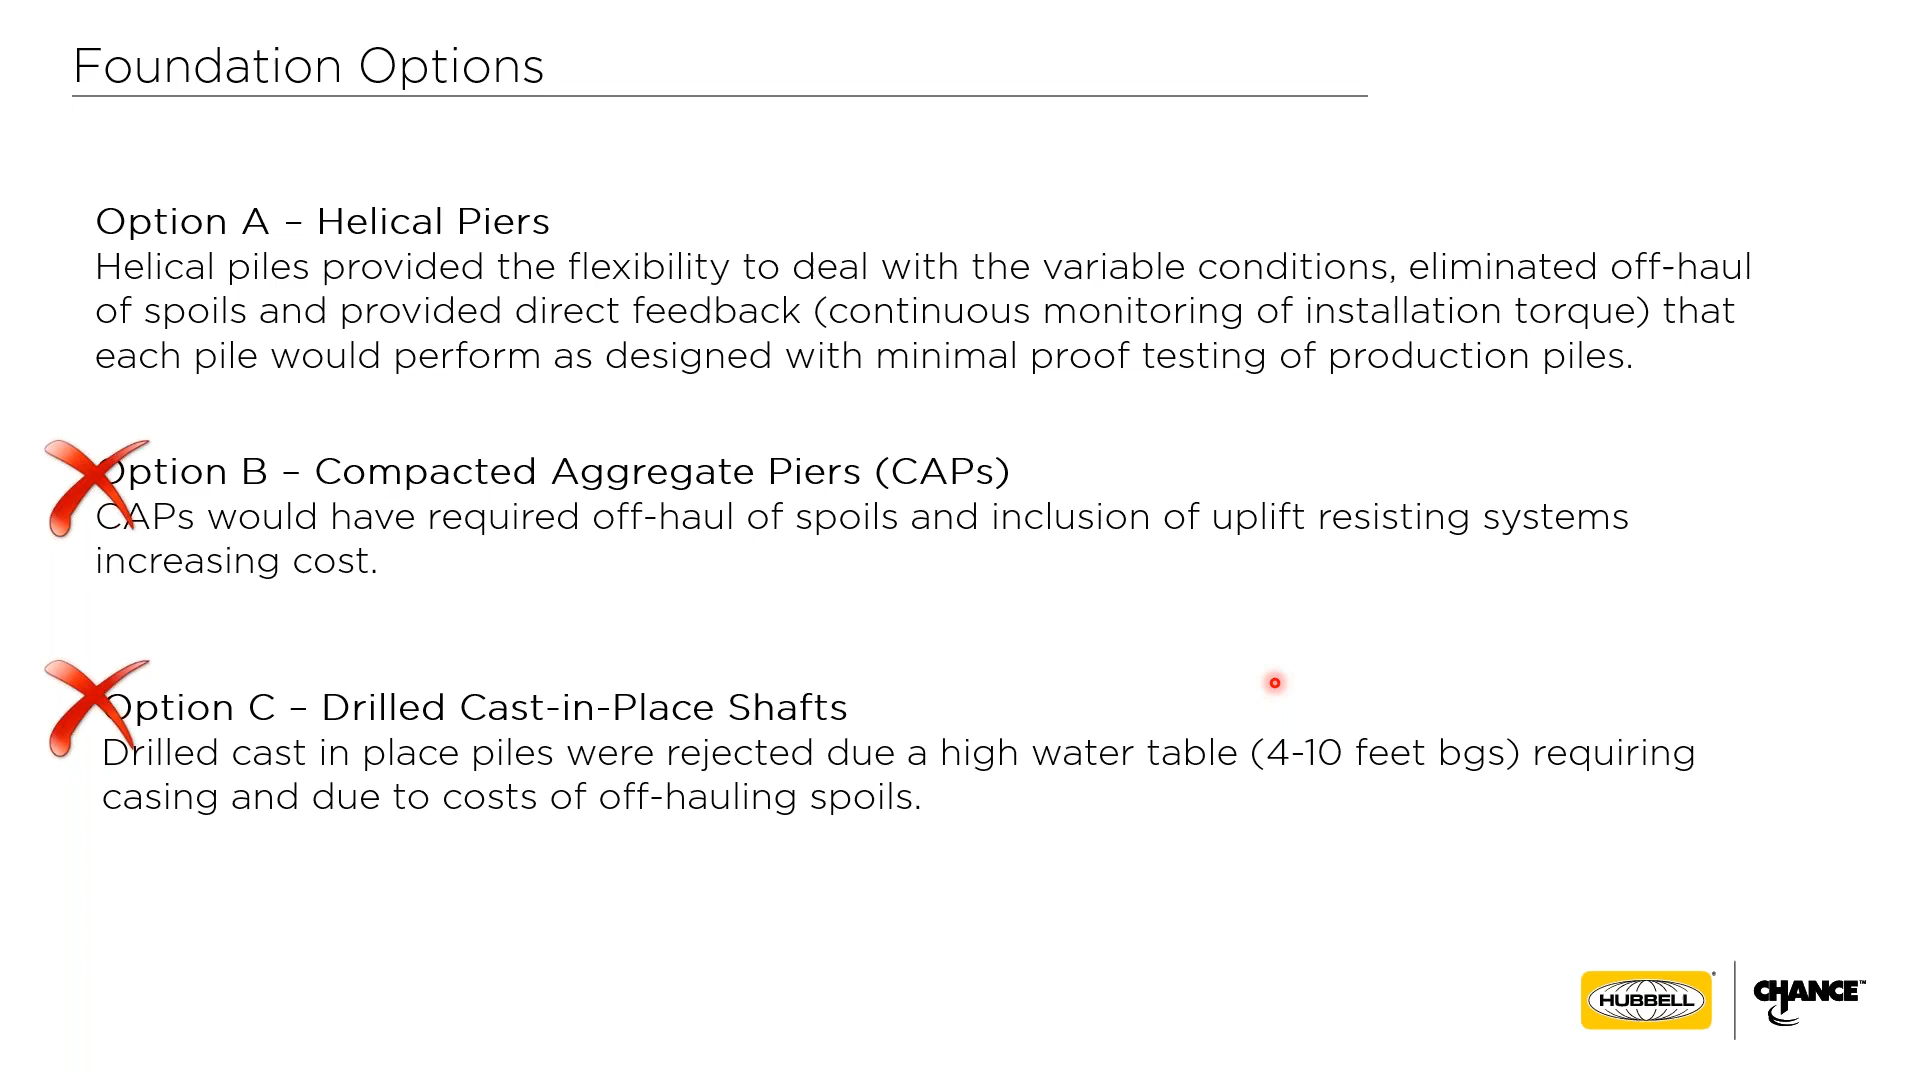 Foundation Options
Option A – Helical Piers
Helical piles provided the flexibility to deal with the variable conditions, eliminated off-haul
of spoils and provided direct feedback (continuous monitoring of installation torque) that
each pile would perform as designed with minimal proof testing of production piles.
Option B – Compacted Aggregate Piers (CAPs)
CAPs would have required off-haul of spoils and inclusion of uplift resisting systems
increasing cost.
Option C – Drilled Cast-in-Place Shafts
Drilled cast in place piles were rejected due a high water table (4-10 feet bgs) requiring
casing and due to costs of off-hauling spoils.
HUBBELL
CHANCE™